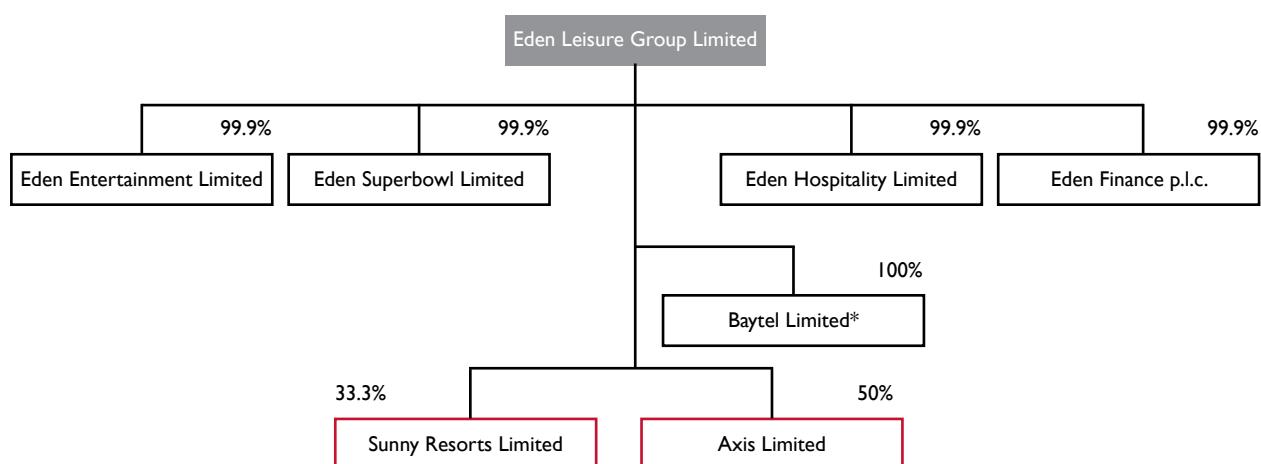 Eden Leisure Group Limited
99.9%
99.9%
99.9%
99.9%
Eden Entertainment Limited
Eden Superbowl Limited
Eden Hospitality Limited
Eden Finance p.l.c.
100%
Baytel Limited*
33.3%
50%
Sunny Resorts Limited
Axis Limited